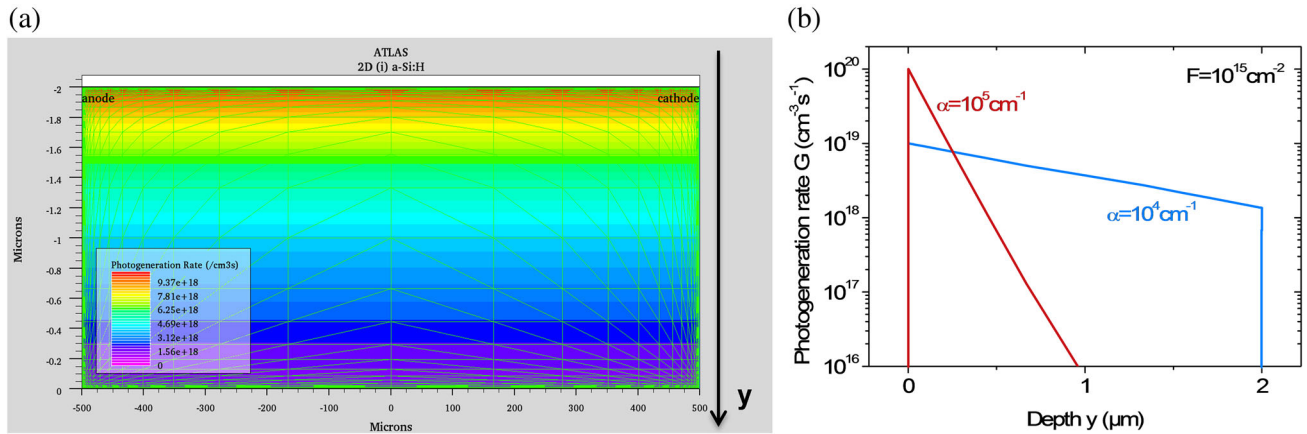 (a)
ATLAS
2D (i) a-Si:H
anode
cathode
-2
-1.8
-1.6
-1.4
-1.2
-1
-0.8
-0.6
-0.4
-0.2
0
Microns
Photogeneration Rate (/cm3s)
9.37e+18
7.81e+18
6.25e+18
4.69e+18
3.12e+18
1.56e+18
0
-500
-400
-300
-200
-100
0
100
200
300
400
500
Microns
y
(b)
Photogeneration rate G (cm⁻³s⁻¹)
10²⁰
10¹⁹
10¹⁸
10¹⁷
10¹⁶
F=10¹⁵cm⁻²
α=10⁵cm⁻¹
α=10⁴cm⁻¹
0
1
2
Depth y (μm)